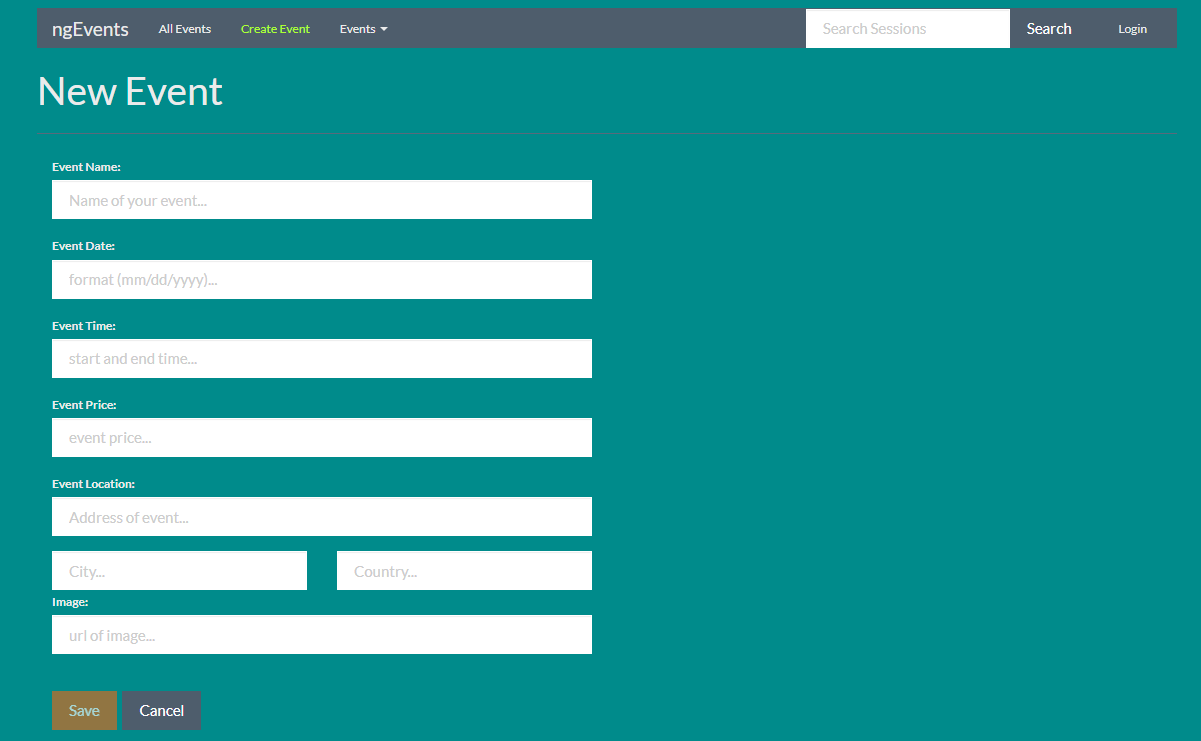 ngEvents All Events Create Event Events Search Sessions Search Login
New Event
Event Name:
Name of your event...
Event Date:
format (mm/dd/yyyy)...
Event Time:
start and end time...
Event Price:
event price...
Event Location:
Address of event...
City... Country...
Image:
url of image...
Save Cancel